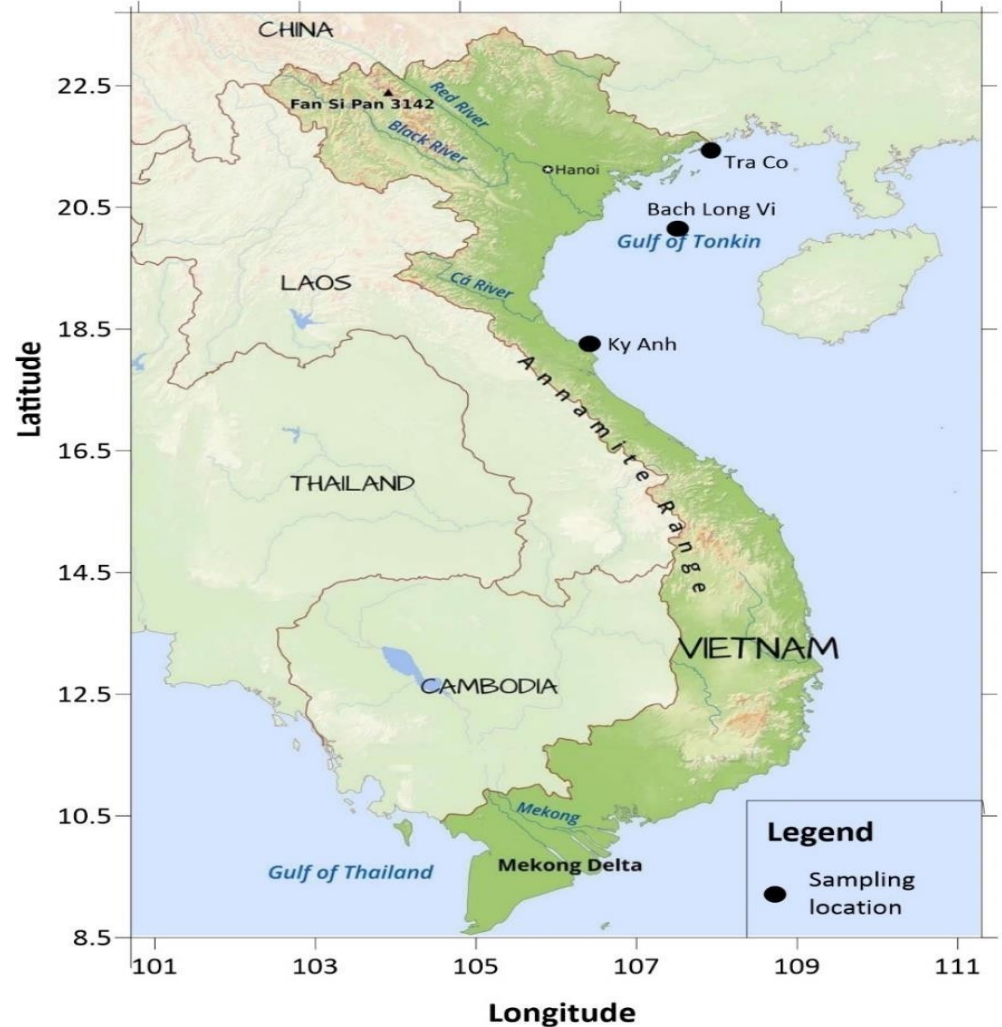 CHINA
22.5
Fan Si Pan 3142
Red River
Black River
Hanoi
Tra Co
20.5
Bach Long Vi
Gulf of Tonkin
LAOS
Cá River
18.5
Ky Anh
Annamite Range
Latitude
16.5
THAILAND
14.5
VIETNAM
12.5
CAMBODIA
10.5
Mekong
Mekong Delta
Gulf of Thailand
Legend
Sampling
location
8.5
101 103 105 107 109 111
Longitude